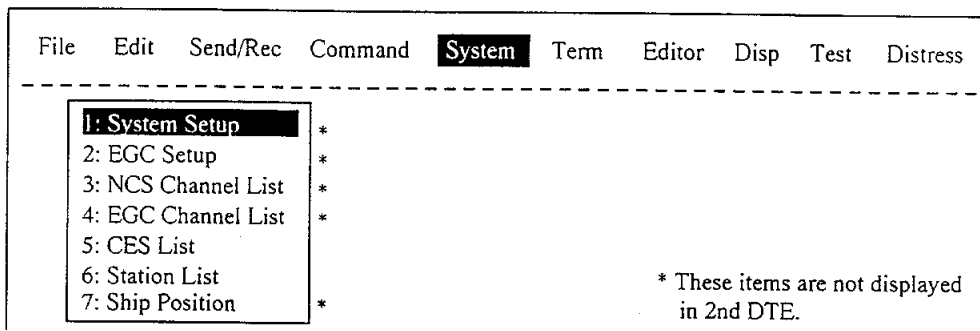 File Edit Send/Rec Command System Term Editor Disp Test Distress
1: System Setup *
2: EGC Setup *
3: NCS Channel List *
4: EGC Channel List *
5: CES List
6: Station List
7: Ship Position *
* These items are not displayed
in 2nd DTE.